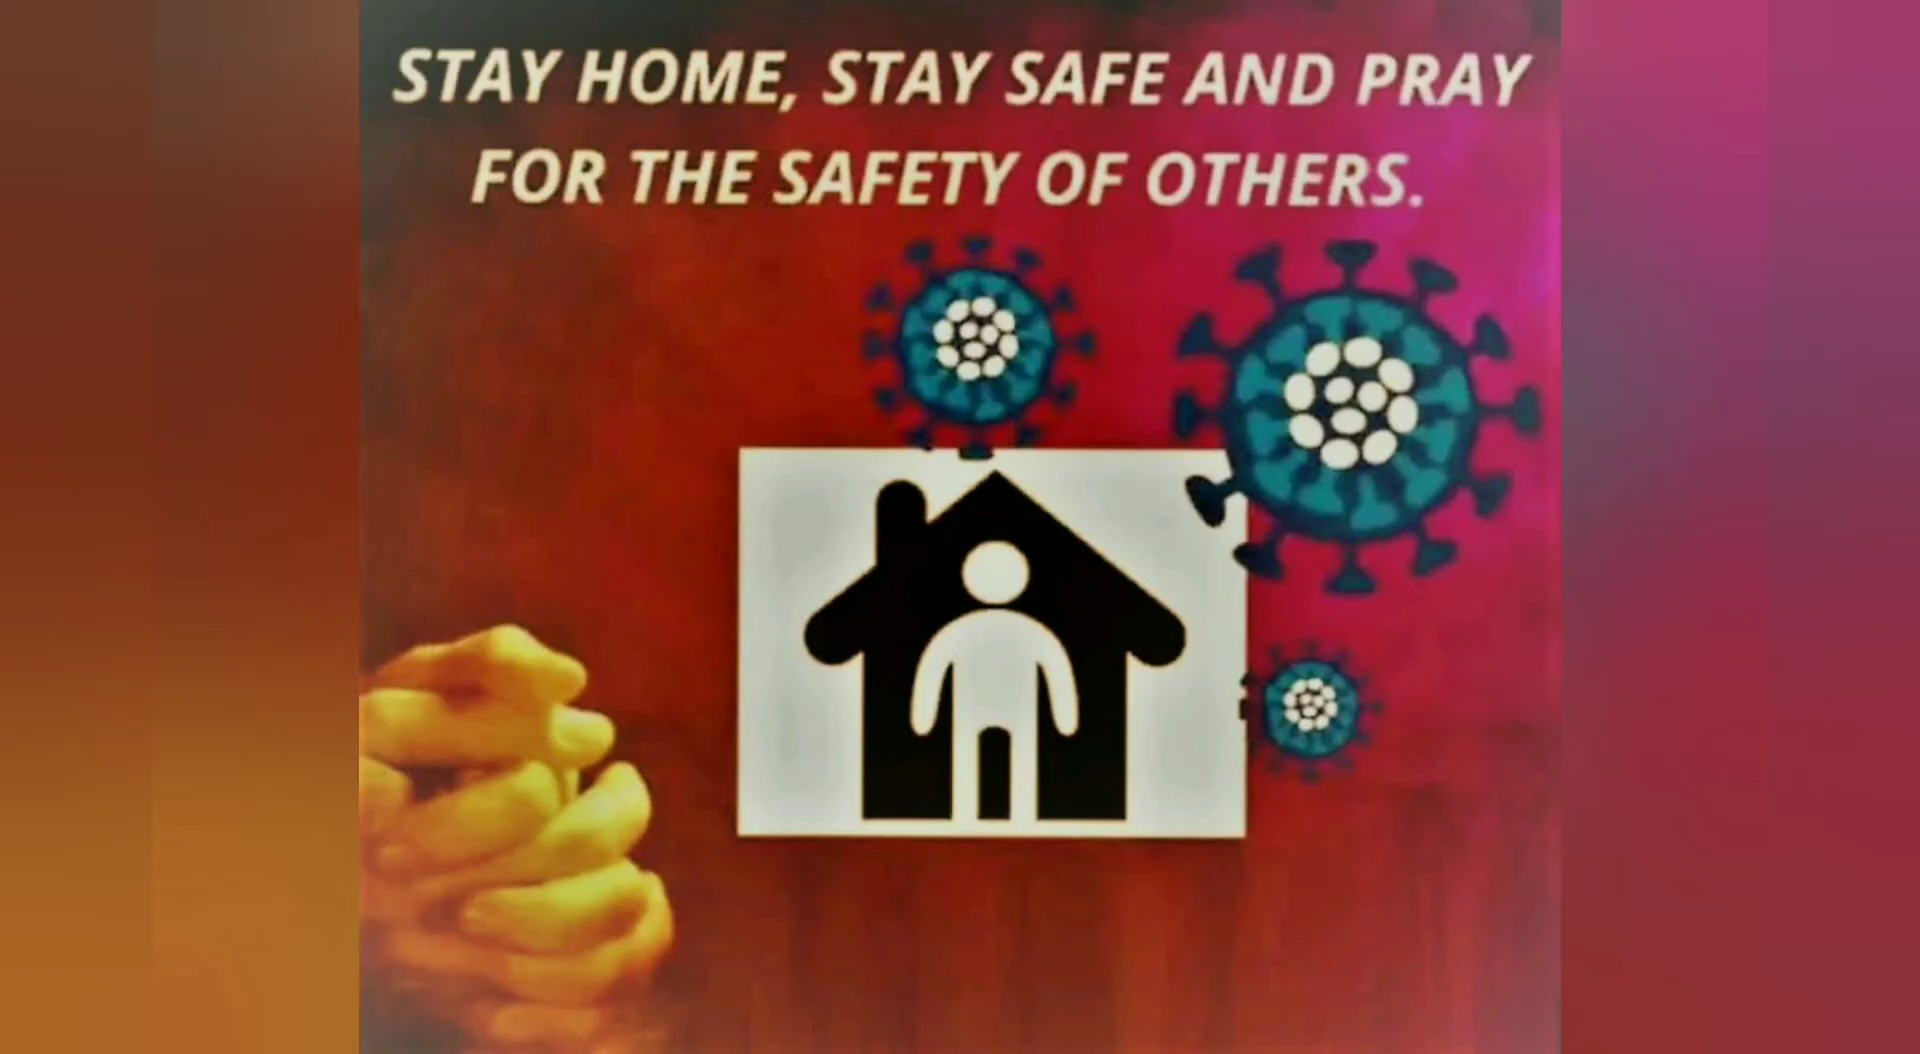 STAY HOME, STAY SAFE AND PRAY
FOR THE SAFETY OF OTHERS.